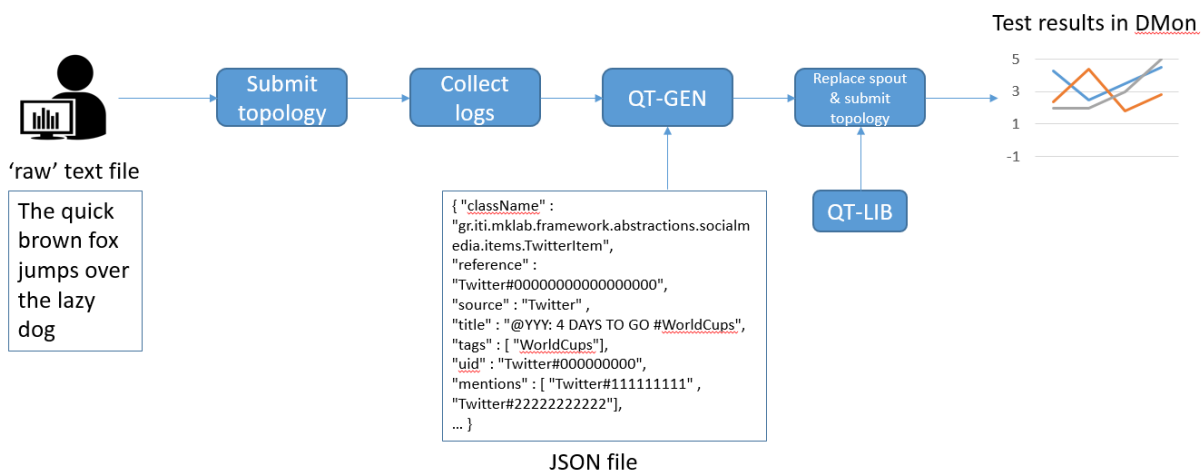 Test results in DMon
Submit
topology
Collect
logs
QT-GEN
Replace spout
& submit
topology
5
3
1
-1
‘raw’ text file
The quick
brown fox
jumps over
the lazy
dog
{ "className" :
"gr.iti.mklab.framework.abstractions.socialm
edia.items.TwitterItem",
"reference" :
"Twitter#00000000000000000",
"source" : "Twitter" ,
"title" : "@YYY: 4 DAYS TO GO #WorldCups",
"tags" : [ "WorldCups"],
"uid" : "Twitter#000000000",
"mentions" : [ "Twitter#111111111" ,
"Twitter#22222222222"],
... }
QT-LIB
JSON file